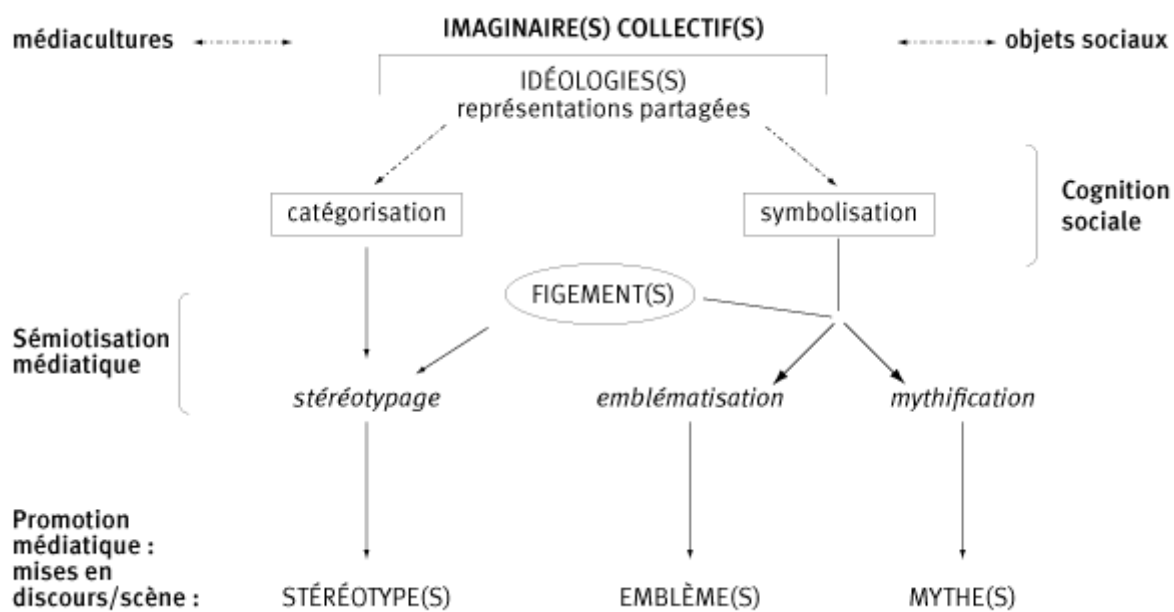 IMAGINAIRE(S) COLLECTIF(S)
médiacultures
objets sociaux
IDÉOLOGIES(S)
représentations partagées
catégorisation
symbolisation
Cognition
sociale
FIGEMENT(S)
Sémiotisation
médiatique
stéréotypage
emblématisation
mythification
Promotion
médiatique :
mises en
discours/scène :
STÉRÉOTYPE(S)
EMBLÈME(S)
MYTHE(S)